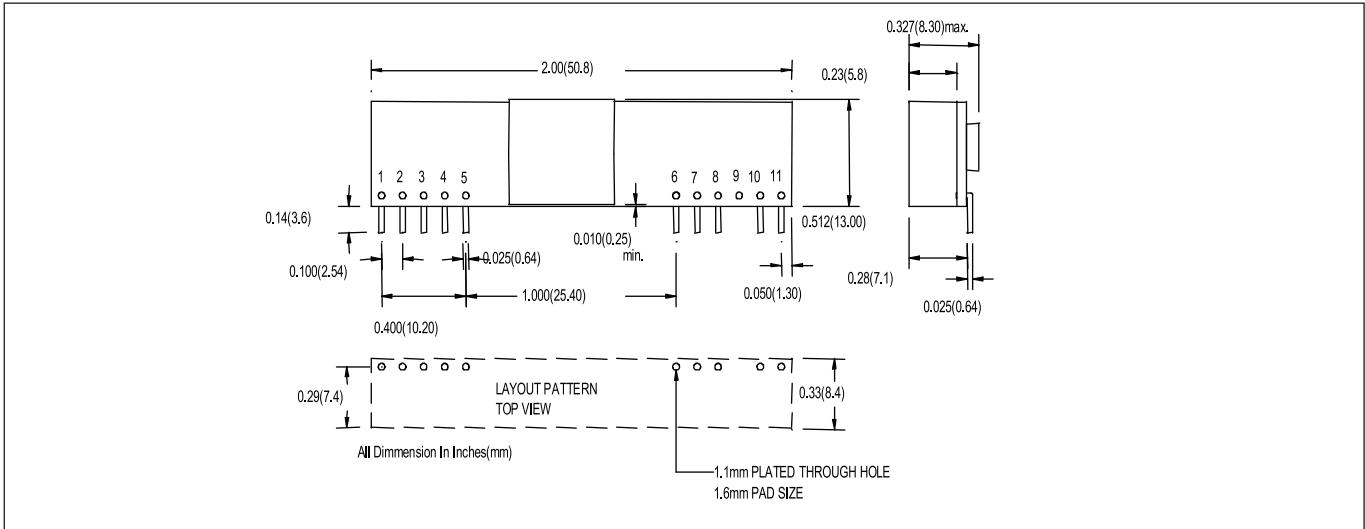 0.327(8.30)max.
2.00(50.8)
0.23(5.8)
1 2 3 4 5
6 7 8 9 10 11
0.14(3.6)
0.512(13.00)
0.010(0.25)
min.
0.100(2.54)
0.025(0.64)
0.28(7.1)
1.000(25.40)
0.050(1.30)
0.025(0.64)
0.400(10.20)
LAYOUT PATTERN
TOP VIEW
0.29(7.4)
0.33(8.4)
All Dimmension In Inches(mm)
1.1mm PLATED THROUGH HOLE
1.6mm PAD SIZE